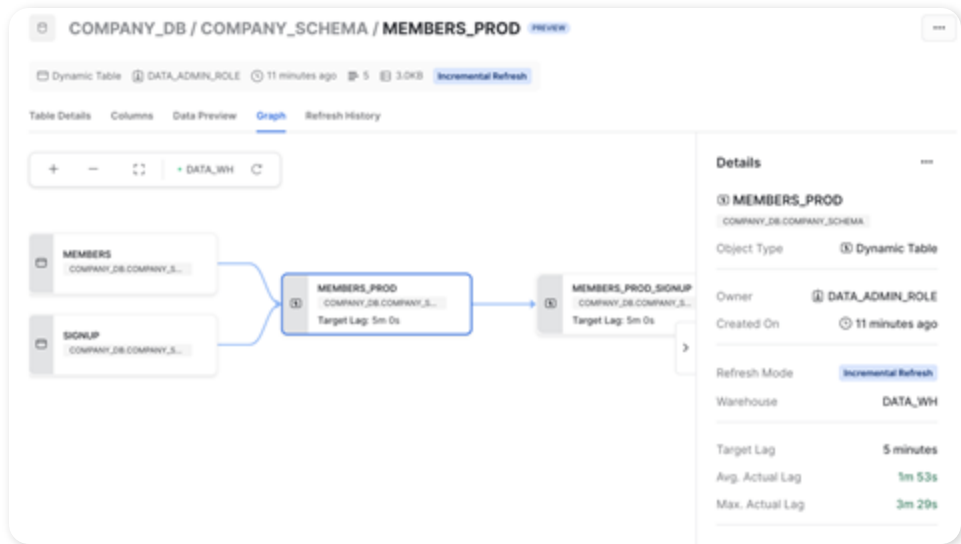 COMPANY_DB / COMPANY_SCHEMA / MEMBERS_PROD PREVIEW
Dynamic Table DATA_ADMIN_ROLE 11 minutes ago 5 3.0KB Incremental Refresh
Table Details Columns Data Preview Graph Refresh History
DATA_WH
MEMBERS
COMPANY_DB.COMPANY_S...
SIGNUP
COMPANY_DB.COMPANY_S...
MEMBERS_PROD
COMPANY_DB.COMPANY_S...
Target Lag: 5m 0s
MEMBERS_PROD_SIGNUP
COMPANY_DB.COMPANY_S...
Target Lag: 5m 0s
Details
MEMBERS_PROD
COMPANY_DB.COMPANY_SCHEMA
Object Type Dynamic Table
Owner DATA_ADMIN_ROLE
Created On 11 minutes ago
Refresh Mode Incremental Refresh
Warehouse DATA_WH
Target Lag 5 minutes
Avg. Actual Lag 1m 53s
Max. Actual Lag 3m 29s